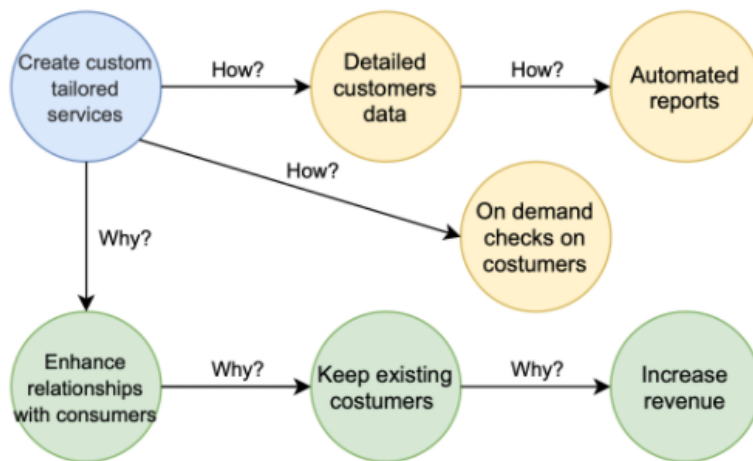 Create custom
tailored
services
How?
Detailed
customers
data
How?
Automated
reports
How?
On demand
checks on
costumers
Why?
Enhance
relationships
with consumers
Why?
Keep existing
costumers
Why?
Increase
revenue